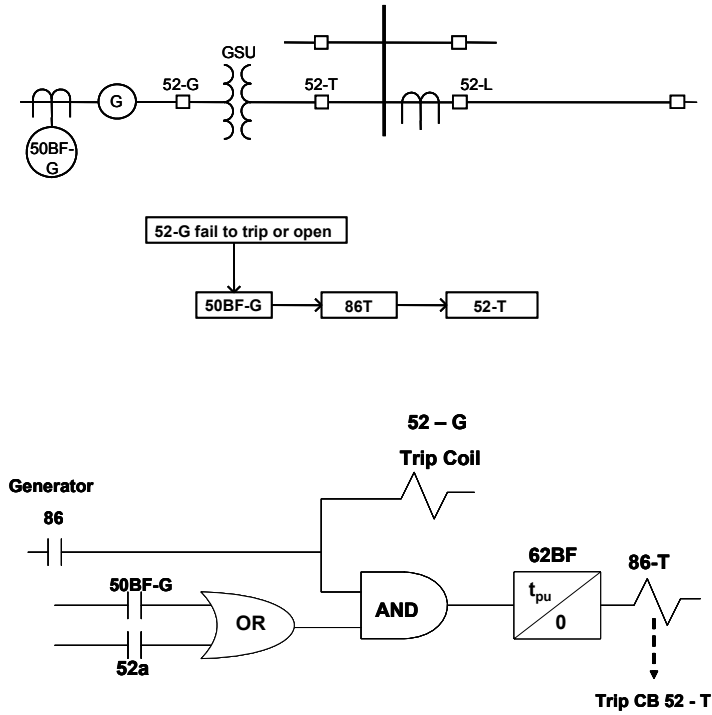 GSU
52-G
52-T
52-L
G
50BF-
G
52-G fail to trip or open
50BF-G
86T
52-T
52 – G
Trip Coil
Generator
86
50BF-G
52a
OR
AND
62BF
tpu
0
86-T
Trip CB 52 - T